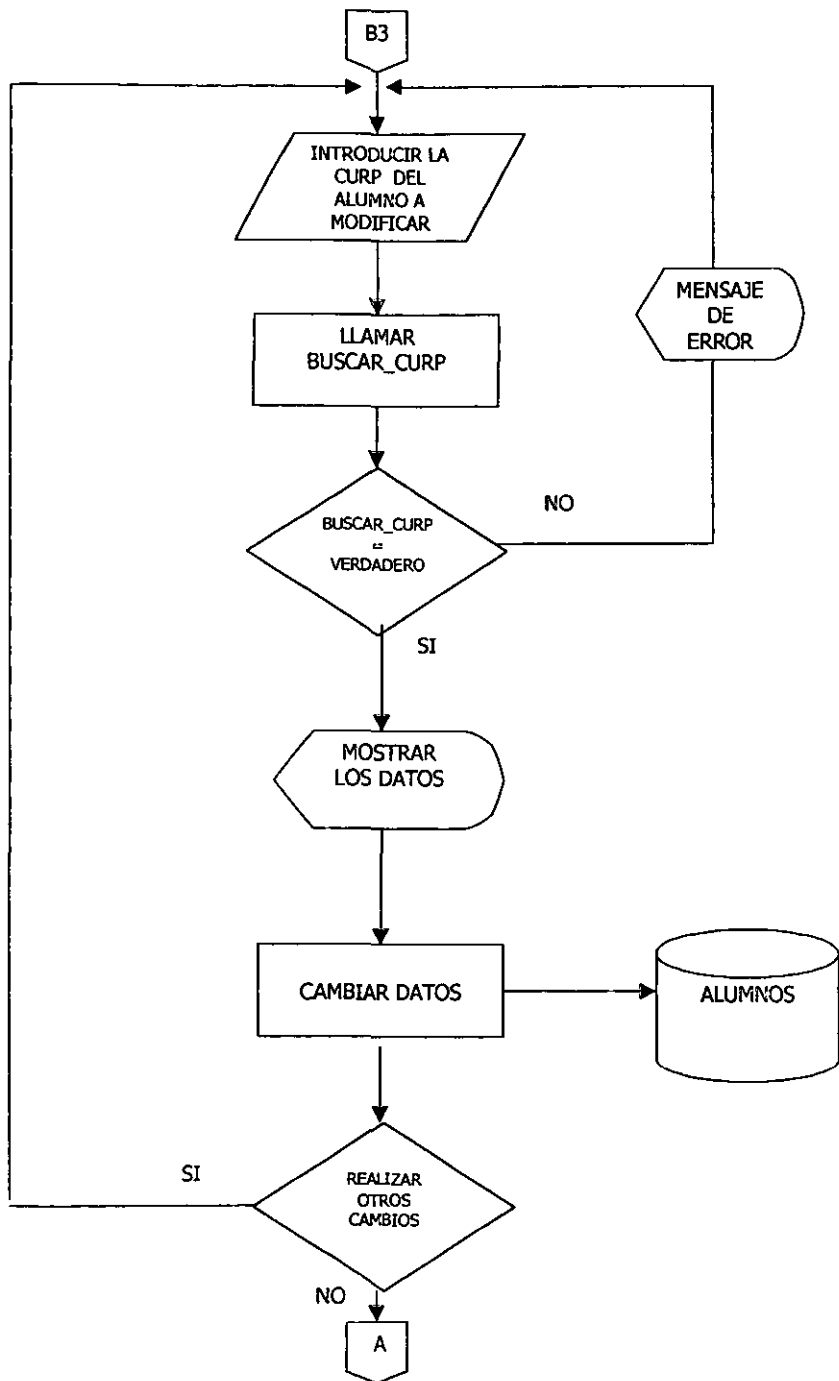 B3
INTRODUCIR LA
CURP DEL
ALUMNO A
MODIFICAR
MENSAJE
DE
ERROR
LLAMAR
BUSCAR_CURP
NO
BUSCAR_CURP
=
VERDADERO
SI
MOSTRAR
LOS DATOS
CAMBIAR DATOS
ALUMNOS
SI
REALIZAR
OTROS
CAMBIOS
NO
A